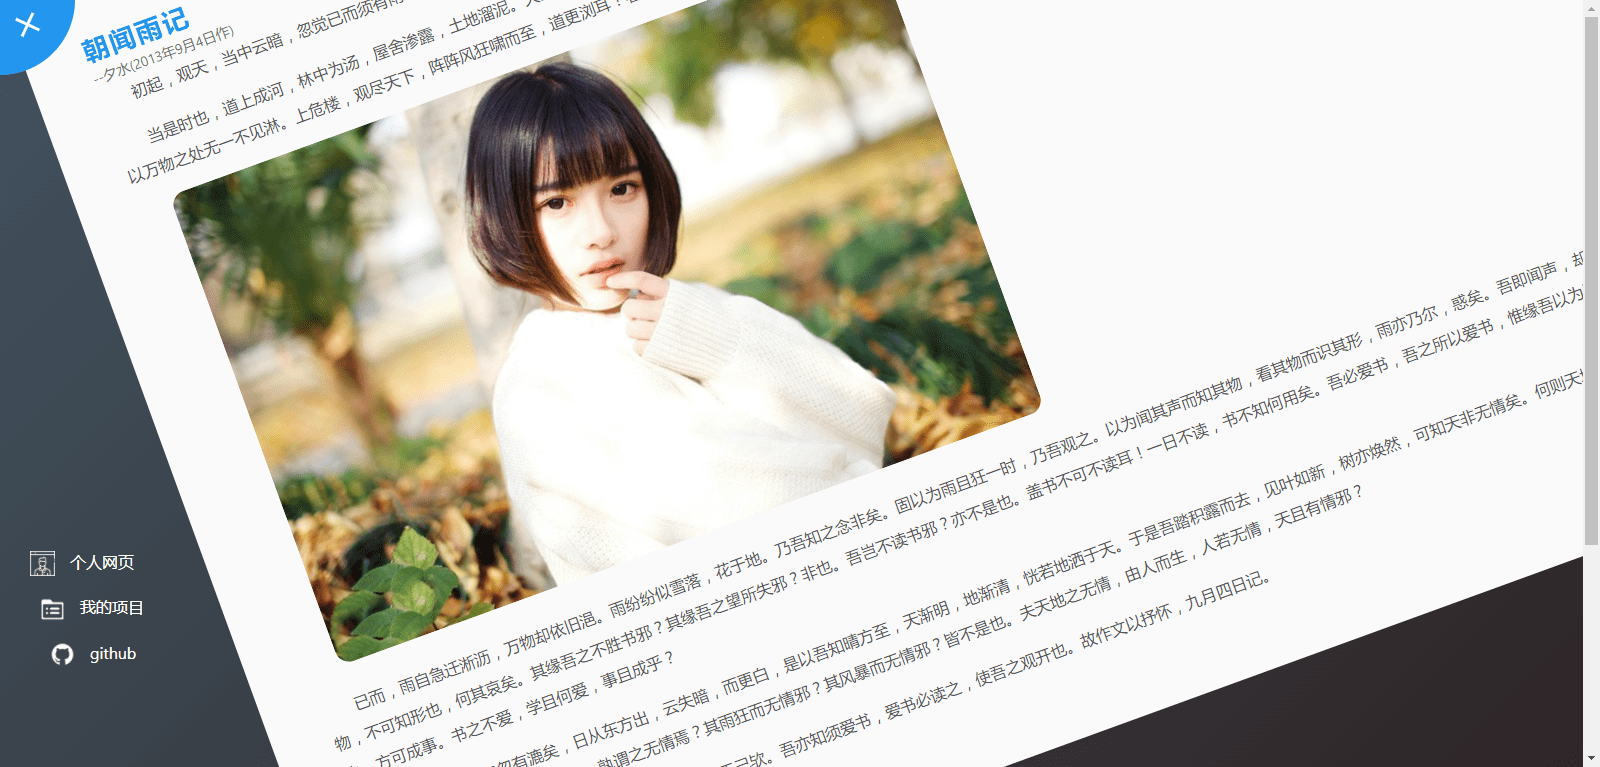 朝闻雨记
--夕水(2013年9月4日作)
初起，观天，当中云暗，忽觉已而须有雨
当是时也，道上成河，林中为汤，屋舍渗露，土地溜泥。
以万物之处无一不见淋。上危楼，观尽天下，阵阵风狂啸而至，道更浏耳！
已而，雨自急迁淅沥，万物却依旧浥。雨纷纷似雪落，花于地。乃吾知之念非矣。固以为雨且狂一时，乃吾观之。以为闻其声而知其物，看其物而识其形，雨亦乃尔，惑矣。吾即闻声，却
物，不可知形也，何其哀矣。其缘吾之不胜书邪？其缘吾之望所失邪？非也。吾岂不读书邪？亦不是也。盖书不可不读耳！一日不读，书不知何用矣。吾必爱书，吾之所以爱书，惟缘吾以为
方可成事。书之不爱，学且何爱，事且成乎？
忽有漉矣，日从东方出，云失暗，而更白，是以吾知晴方至，天渐明，地渐清，恍若地洒于天。于是吾踏积露而去，见叶如新，树亦焕然，可知天非无情矣。何则天
孰谓之无情焉？其雨狂而无情邪？其风暴而无情邪？皆不是也。夫天地之无情，由人而生，人若无情，天且有情邪？
己欤。吾亦知须爱书，爱书必读之，使吾之观开也。故作文以抒怀，九月四日记。
个人网页
我的项目
github